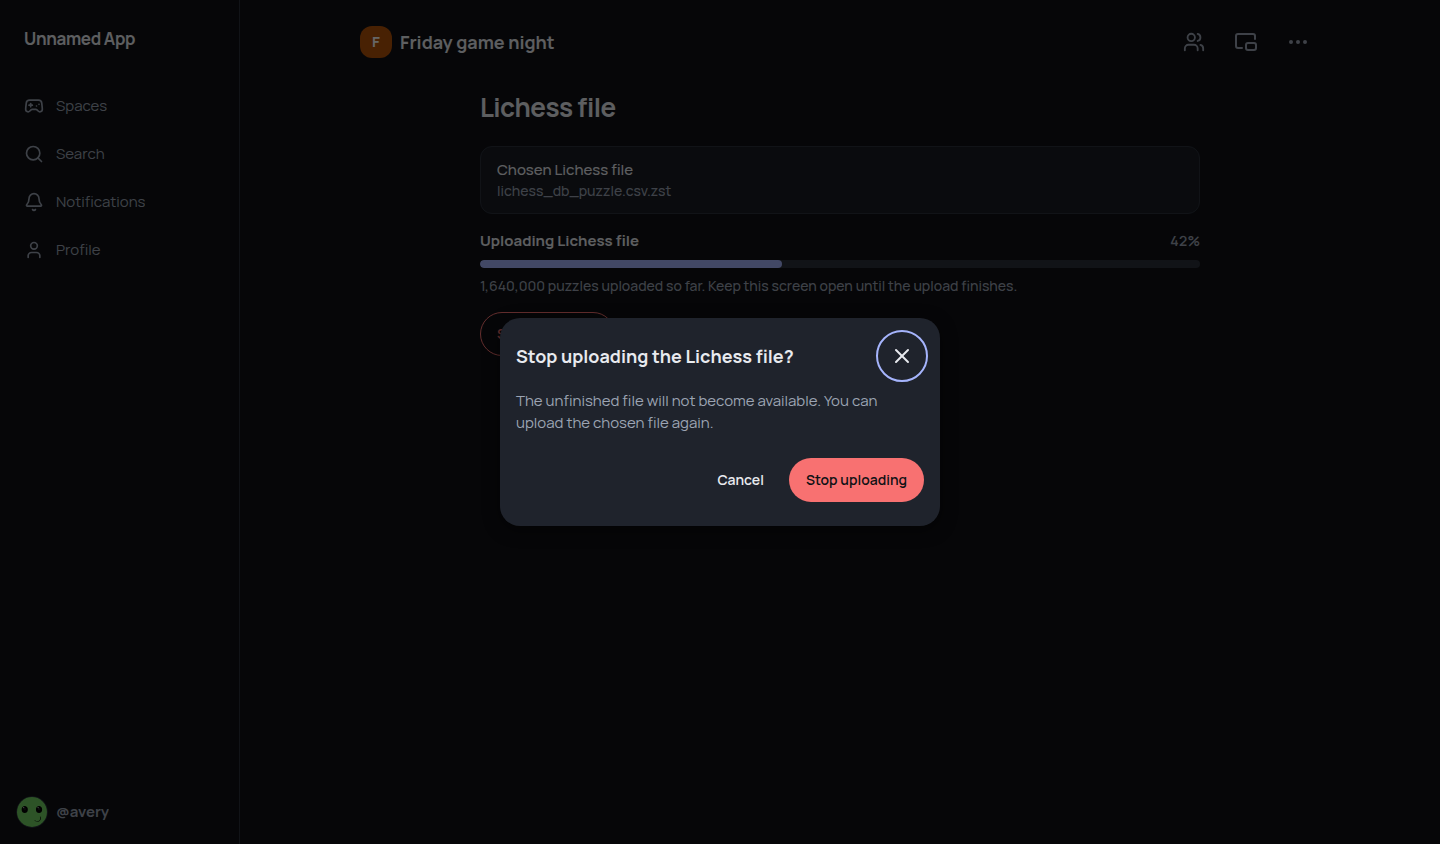 Unnamed App
Spaces
Search
Notifications
Profile
@avery
F
Friday game night
Lichess file
Chosen Lichess file
lichess_db_puzzle.csv.zst
Uploading Lichess file
42%
1,640,000 puzzles uploaded so far. Keep this screen open until the upload finishes.
Stop uploading the Lichess file?
The unfinished file will not become available. You can
upload the chosen file again.
Cancel
Stop uploading